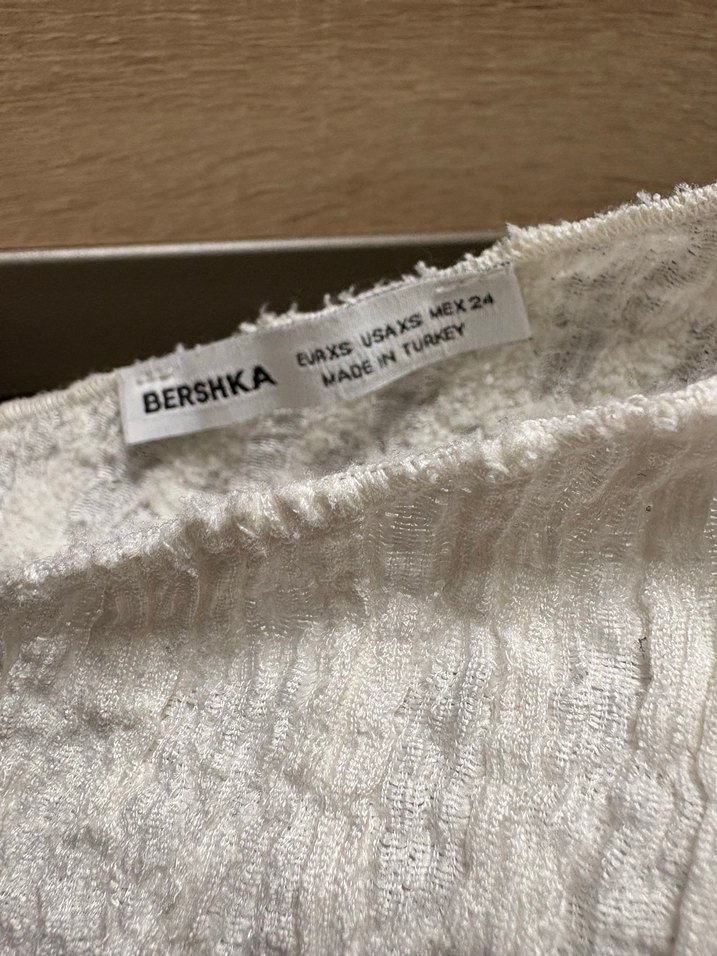 BERSHKA
EUR XS USA XS MEX 24
MADE IN TURKEY